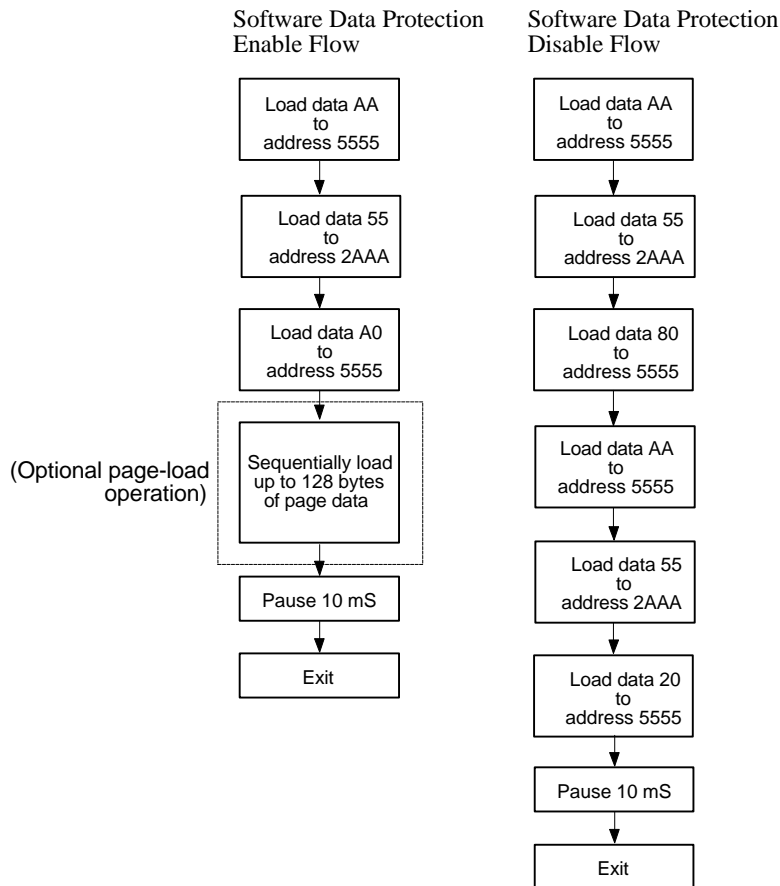 Software Data Protection
Enable Flow
Load data AA
to
address 5555
Load data 55
to
address 2AAA
Load data A0
to
address 5555
(Optional page-load
operation)
Sequentially load
up to 128 bytes
of page data
Pause 10 mS
Exit
Software Data Protection
Disable Flow
Load data AA
to
address 5555
Load data 55
to
address 2AAA
Load data 80
to
address 5555
Load data AA
to
address 5555
Load data 55
to
address 2AAA
Load data 20
to
address 5555
Pause 10 mS
Exit